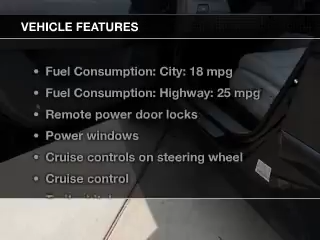 VEHICLE FEATURES
• Fuel Consumption: City: 18 mpg
• Fuel Consumption: Highway: 25 mpg
• Remote power door locks
• Power windows
• Cruise controls on steering wheel
• Cruise control